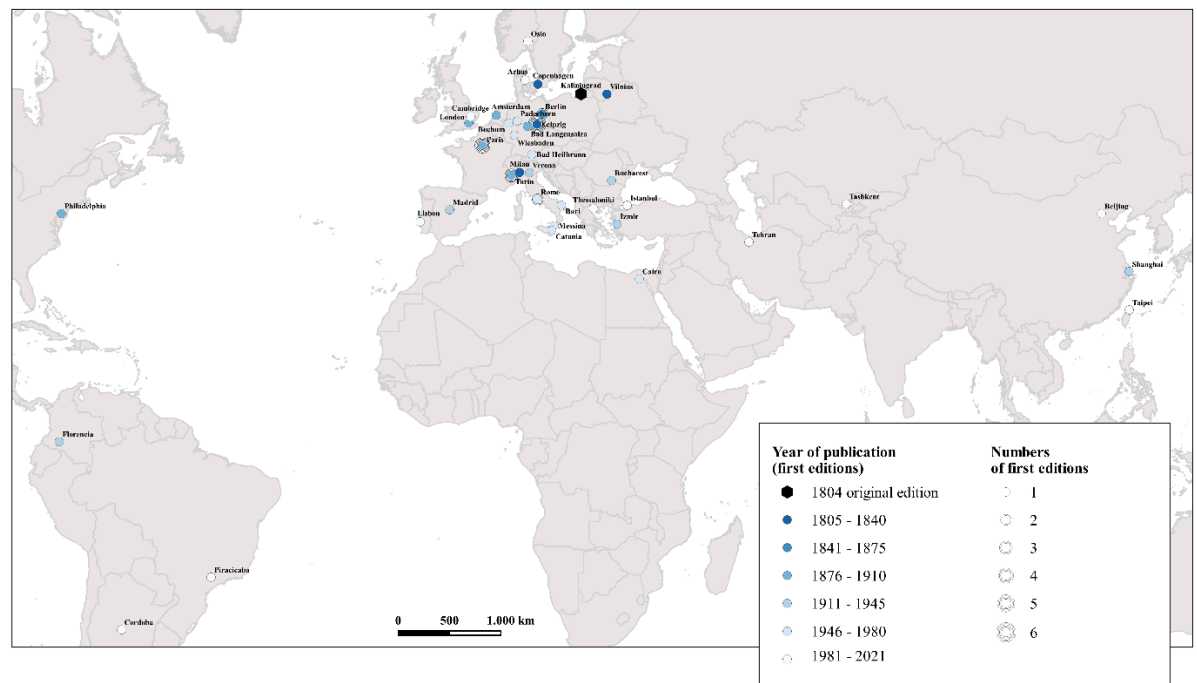 Oslo
Arhus
Copenhagen
Kaliningrad
Vilnius
Cambridge
Amsterdam
Berlin
London
Paderborn
Leipzig
Bochum
Bad Langensalza
Paris
Wiesbaden
Bad Heilbrunn
Milan
Verona
Turin
Bucharest
Rome
Thessaloniki
Istanbul
Madrid
Lisbon
Bari
Izmir
Messina
Catania
Philadelphia
Tashkent
Beijing
Tehran
Shanghai
Cairo
Taipei
Florencia
Piracicaba
Cordoba
0 500 1.000 km
Year of publication
(first editions)
1804 original edition
1805 - 1840
1841 - 1875
1876 - 1910
1911 - 1945
1946 - 1980
1981 - 2021
Numbers
of first editions
1
2
3
4
5
6